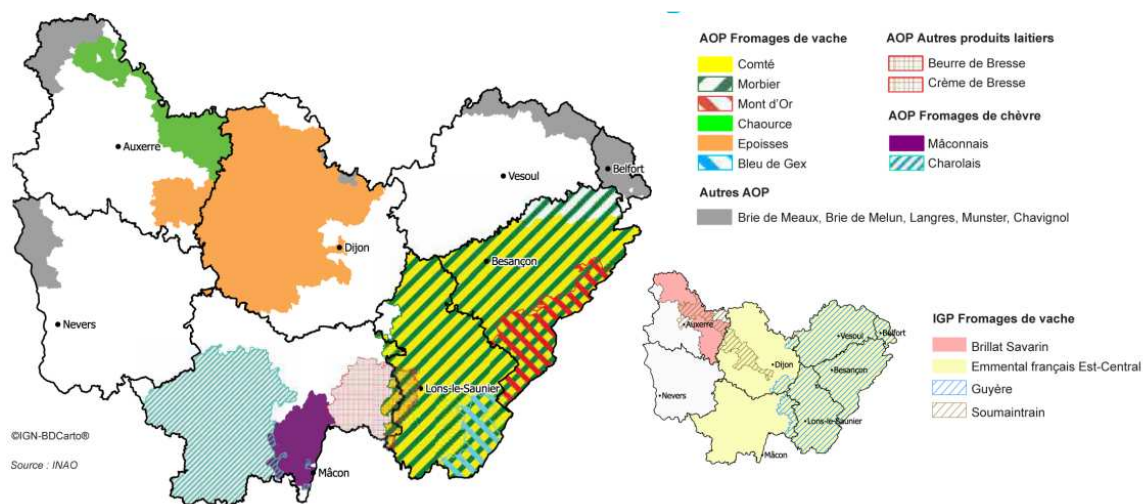 Auxerre
Vesoul
Belfort
Dijon
Besançon
Nevers
Lons-le-Saunier
Mâcon
©IGN-BDCarto®
Source : INAO
AOP Fromages de vache
Comté
Morbier
Mont d'Or
Chaource
Epoisses
Bleu de Gex
AOP Autres produits laitiers
Beurre de Bresse
Crème de Bresse
AOP Fromages de chèvre
Mâconnais
Charolais
Autres AOP
Brie de Meaux, Brie de Melun, Langres, Munster, Chavignol
Auxerre
Vesoul
Belfort
Dijon
Besançon
Nevers
Lons-le-Saunier
Mâcon
IGP Fromages de vache
Brillat Savarin
Emmental français Est-Central
Guyère
Soumaintrain